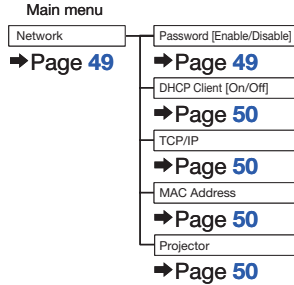 Main menu
Network
➡Page 49
Password [Enable/Disable]
➡Page 49
DHCP Client [On/Off]
➡Page 50
TCP/IP
➡Page 50
MAC Address
➡Page 50
Projector
➡Page 50